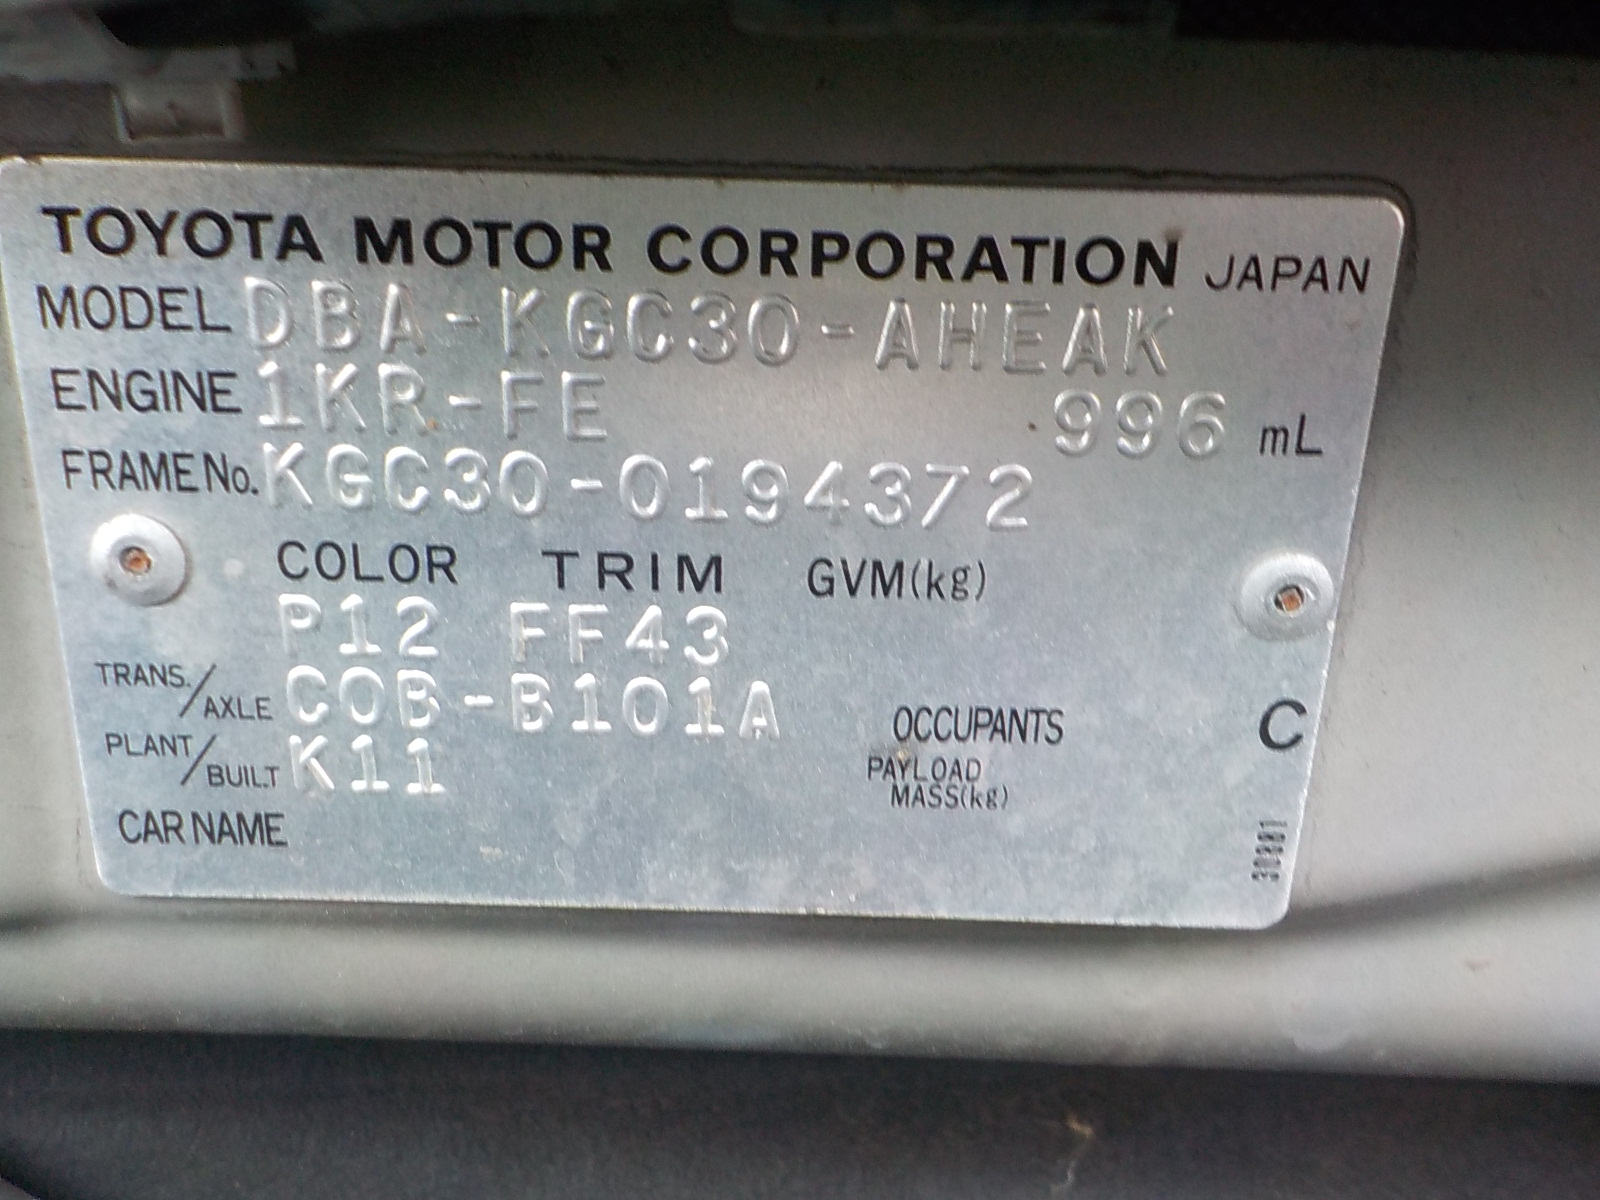 TOYOTA MOTOR CORPORATION JAPAN
MODEL DBA-KGC30-AHEAK
ENGINE 1KR-FE 996 mL
FRAME No. KGC30-0194372
COLOR TRIM GVM(kg)
P12 FF43
TRANS./AXLE C0B-B101A
OCCUPANTS C
PLANT/BUILT K11
PAYLOAD MASS(kg)
CAR NAME